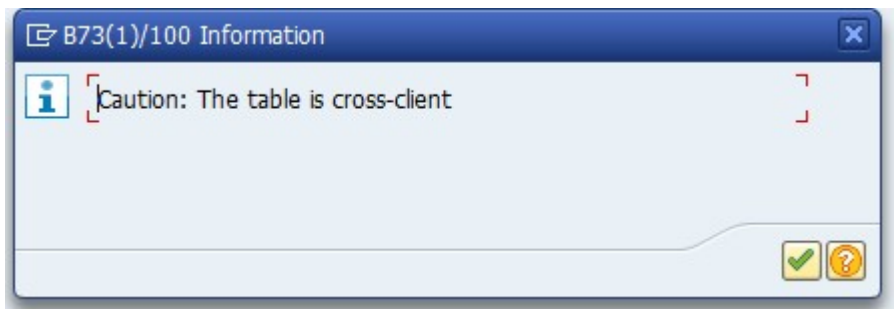 B73(1)/100 Information
Caution: The table is cross-client